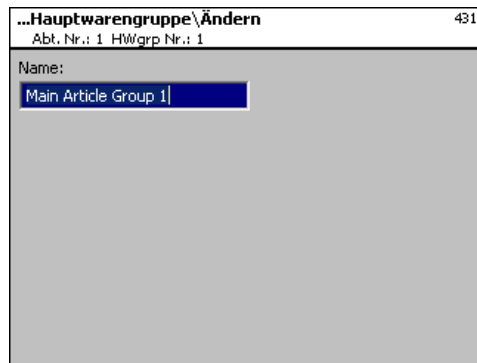 ...Hauptwarengruppe\Ändern 431
Abt. Nr.: 1 HWgrp Nr.: 1
Name:
Main Article Group 1